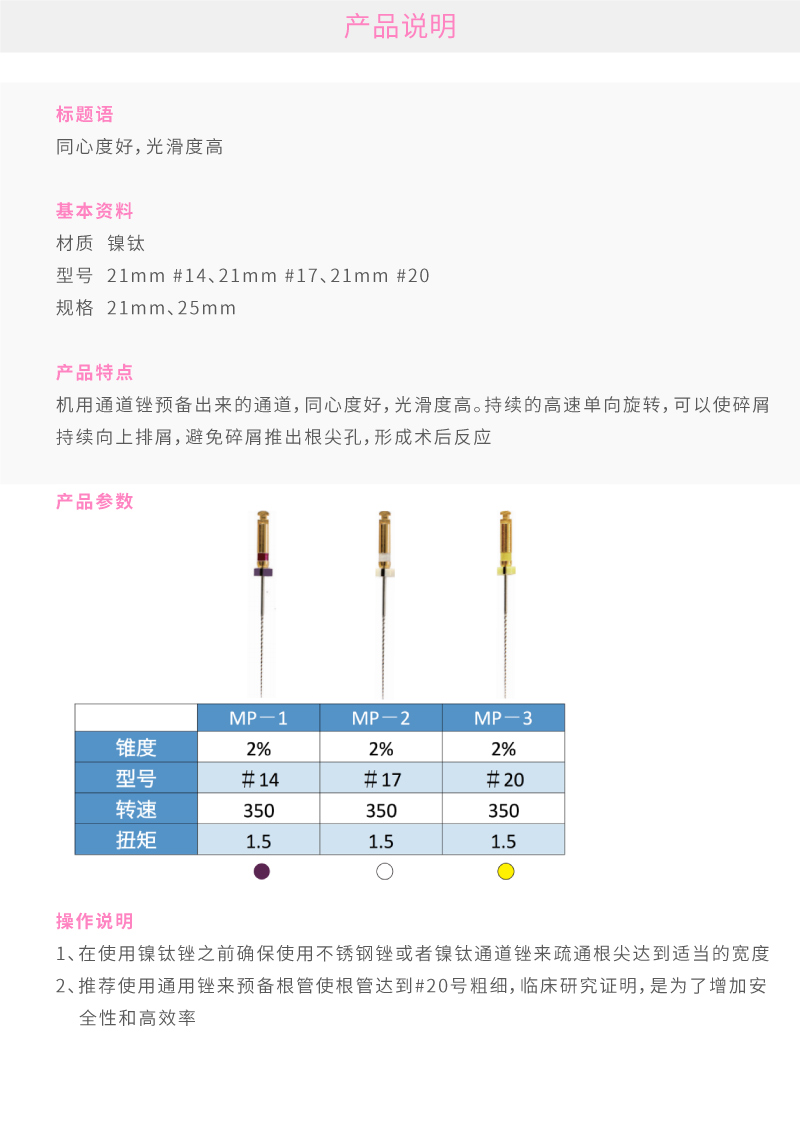 产品说明
标题语
同心度好，光滑度高
基本资料
材质 镍钛
型号 21mm #14、21mm #17、21mm #20
规格 21mm、25mm
产品特点
机用通道锉预备出来的通道，同心度好，光滑度高。持续的高速单向旋转，可以使碎屑
持续向上排屑，避免碎屑推出根尖孔，形成术后反应
产品参数
MP－1 MP－2 MP－3
锥度 2% 2% 2%
型号 ＃14 ＃17 ＃20
转速 350 350 350
扭矩 1.5 1.5 1.5
操作说明
1、在使用镍钛锉之前确保使用不锈钢锉或者镍钛通道锉来疏通根尖达到适当的宽度
2、推荐使用通用锉来预备根管使根管达到#20号粗细，临床研究证明，是为了增加安
全性和高效率